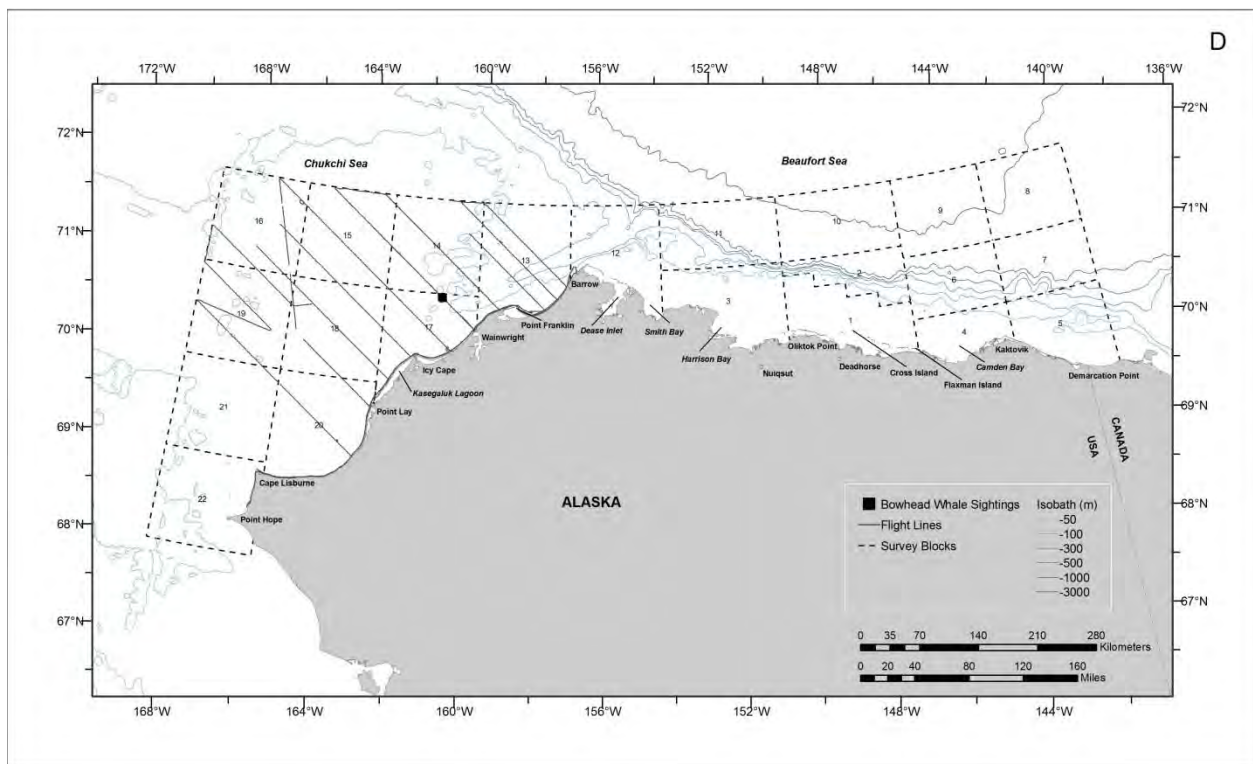 D
172°W 168°W 164°W 160°W 156°W 152°W 148°W 144°W 140°W 136°W
72°N 72°N
Chukchi Sea Beaufort Sea
8
9
16 15 10
71°N 14 11 71°N
13 12 7
2 6
19 18 17 Barrow 3 1 4 5
70°N Point Franklin Dease Inlet Smith Bay 70°N
Wainwright Harrison Bay Oliktok Point Kaktovik
Icy Cape Nuiqsut Deadhorse Cross Island Camden Bay Demarcation Point
Kasegaluk Lagoon Flaxman Island
21 Point Lay
69°N 20 69°N
CANADA
USA
Cape Lisburne
22 ALASKA
68°N Point Hope 68°N
Bowhead Whale Sightings
Flight Lines
Survey Blocks
Isobath (m)
-50
-100
-300
-500
-1000
-3000
67°N 67°N
0 35 70 140 210 280
Kilometers
0 20 40 80 120 160
Miles
168°W 164°W 160°W 156°W 152°W 148°W 144°W